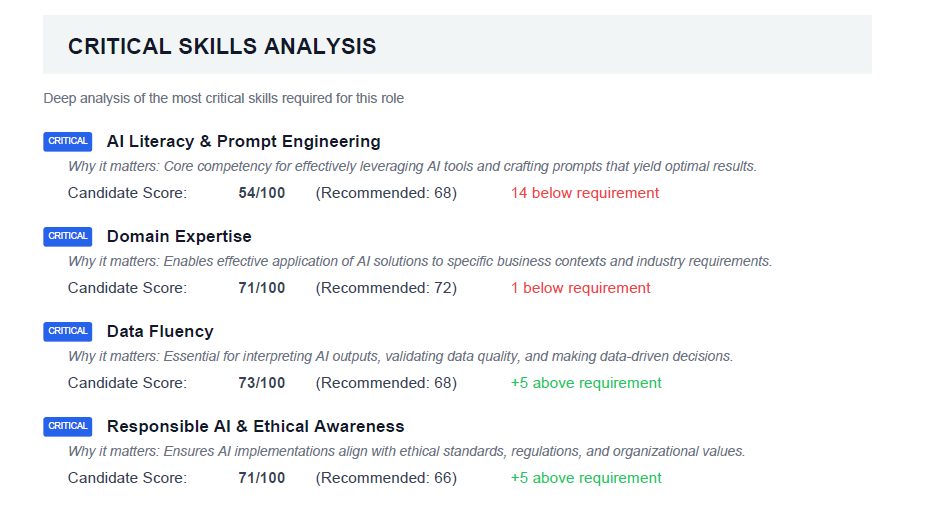 CRITICAL SKILLS ANALYSIS
Deep analysis of the most critical skills required for this role
CRITICAL AI Literacy & Prompt Engineering
Why it matters: Core competency for effectively leveraging AI tools and crafting prompts that yield optimal results.
Candidate Score: 54/100 (Recommended: 68) 14 below requirement
CRITICAL Domain Expertise
Why it matters: Enables effective application of AI solutions to specific business contexts and industry requirements.
Candidate Score: 71/100 (Recommended: 72) 1 below requirement
CRITICAL Data Fluency
Why it matters: Essential for interpreting AI outputs, validating data quality, and making data-driven decisions.
Candidate Score: 73/100 (Recommended: 68) +5 above requirement
CRITICAL Responsible AI & Ethical Awareness
Why it matters: Ensures AI implementations align with ethical standards, regulations, and organizational values.
Candidate Score: 71/100 (Recommended: 66) +5 above requirement